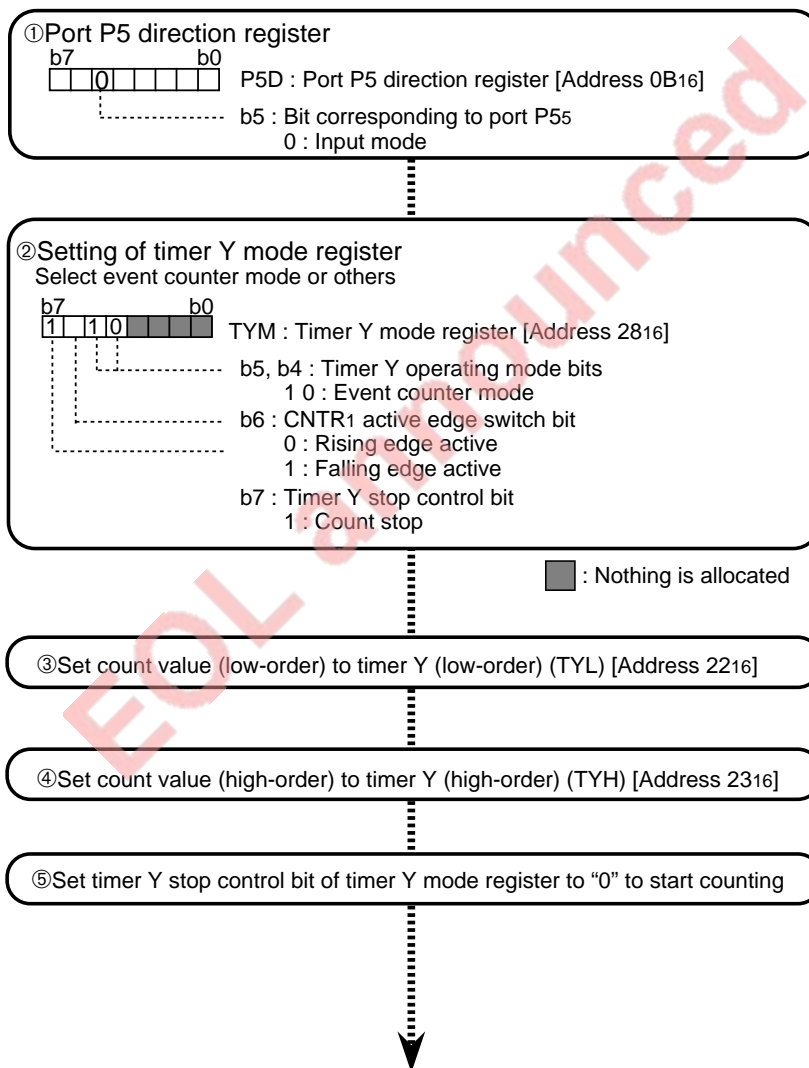 ①Port P5 direction register
b7 b0
0
P5D : Port P5 direction register [Address 0B16]
b5 : Bit corresponding to port P55
0 : Input mode
②Setting of timer Y mode register
Select event counter mode or others
b7 b0
1 1 0
TYM : Timer Y mode register [Address 2816]
b5, b4 : Timer Y operating mode bits
1 0 : Event counter mode
b6 : CNTR1 active edge switch bit
0 : Rising edge active
1 : Falling edge active
b7 : Timer Y stop control bit
1 : Count stop
: Nothing is allocated
③Set count value (low-order) to timer Y (low-order) (TYL) [Address 2216]
④Set count value (high-order) to timer Y (high-order) (TYH) [Address 2316]
⑤Set timer Y stop control bit of timer Y mode register to “0” to start counting
EOL announced